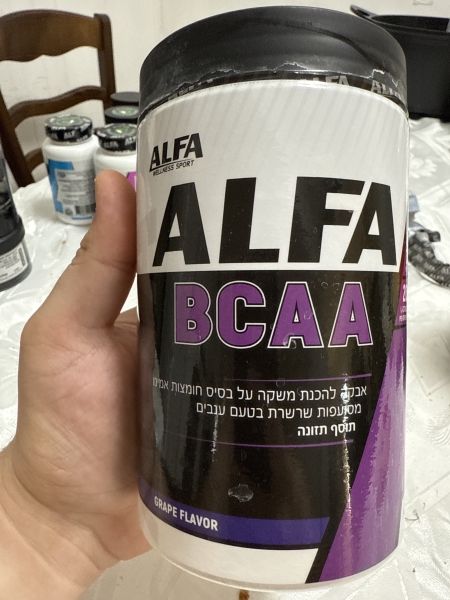 ALFA
WELLNESS SPORT
ALFA
BCAA
אבקה להכנת משקה על בסיס חומצות אמינו
מסועפות שרשרת בטעם ענבים
תוסף תזונה
GRAPE FLAVOR